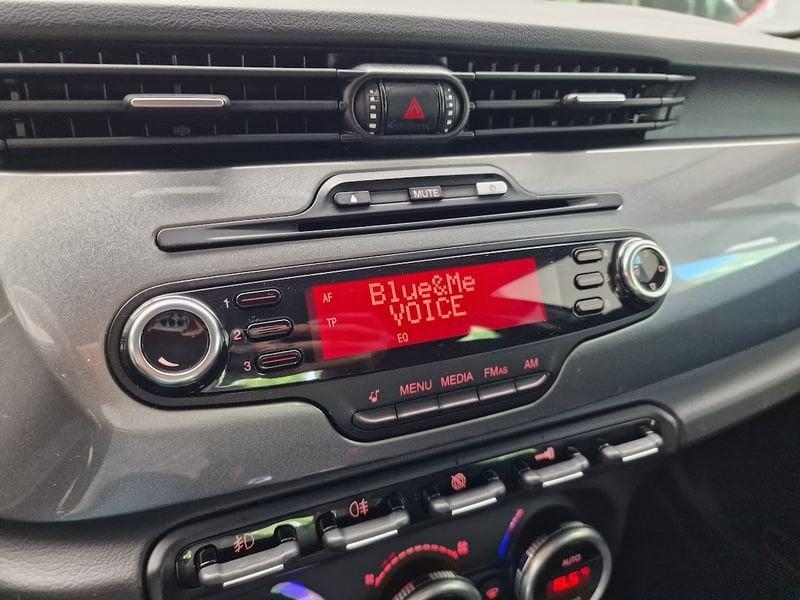 MUTE
AF
Blue&Me
TP
VOICE
EQ
1
2
3
MENU MEDIA FMAS AM
AUTO